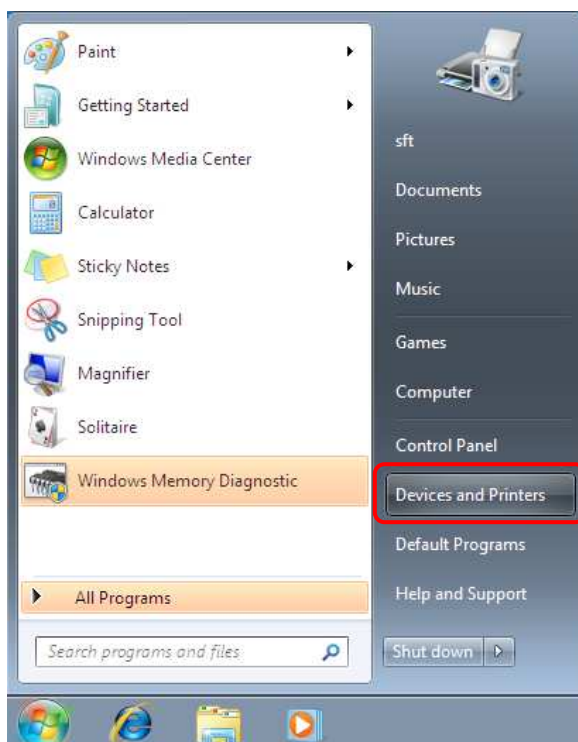 Paint
Getting Started
Windows Media Center
Calculator
Sticky Notes
Snipping Tool
Magnifier
Solitaire
Windows Memory Diagnostic
All Programs
Search programs and files
sft
Documents
Pictures
Music
Games
Computer
Control Panel
Devices and Printers
Default Programs
Help and Support
Shut down